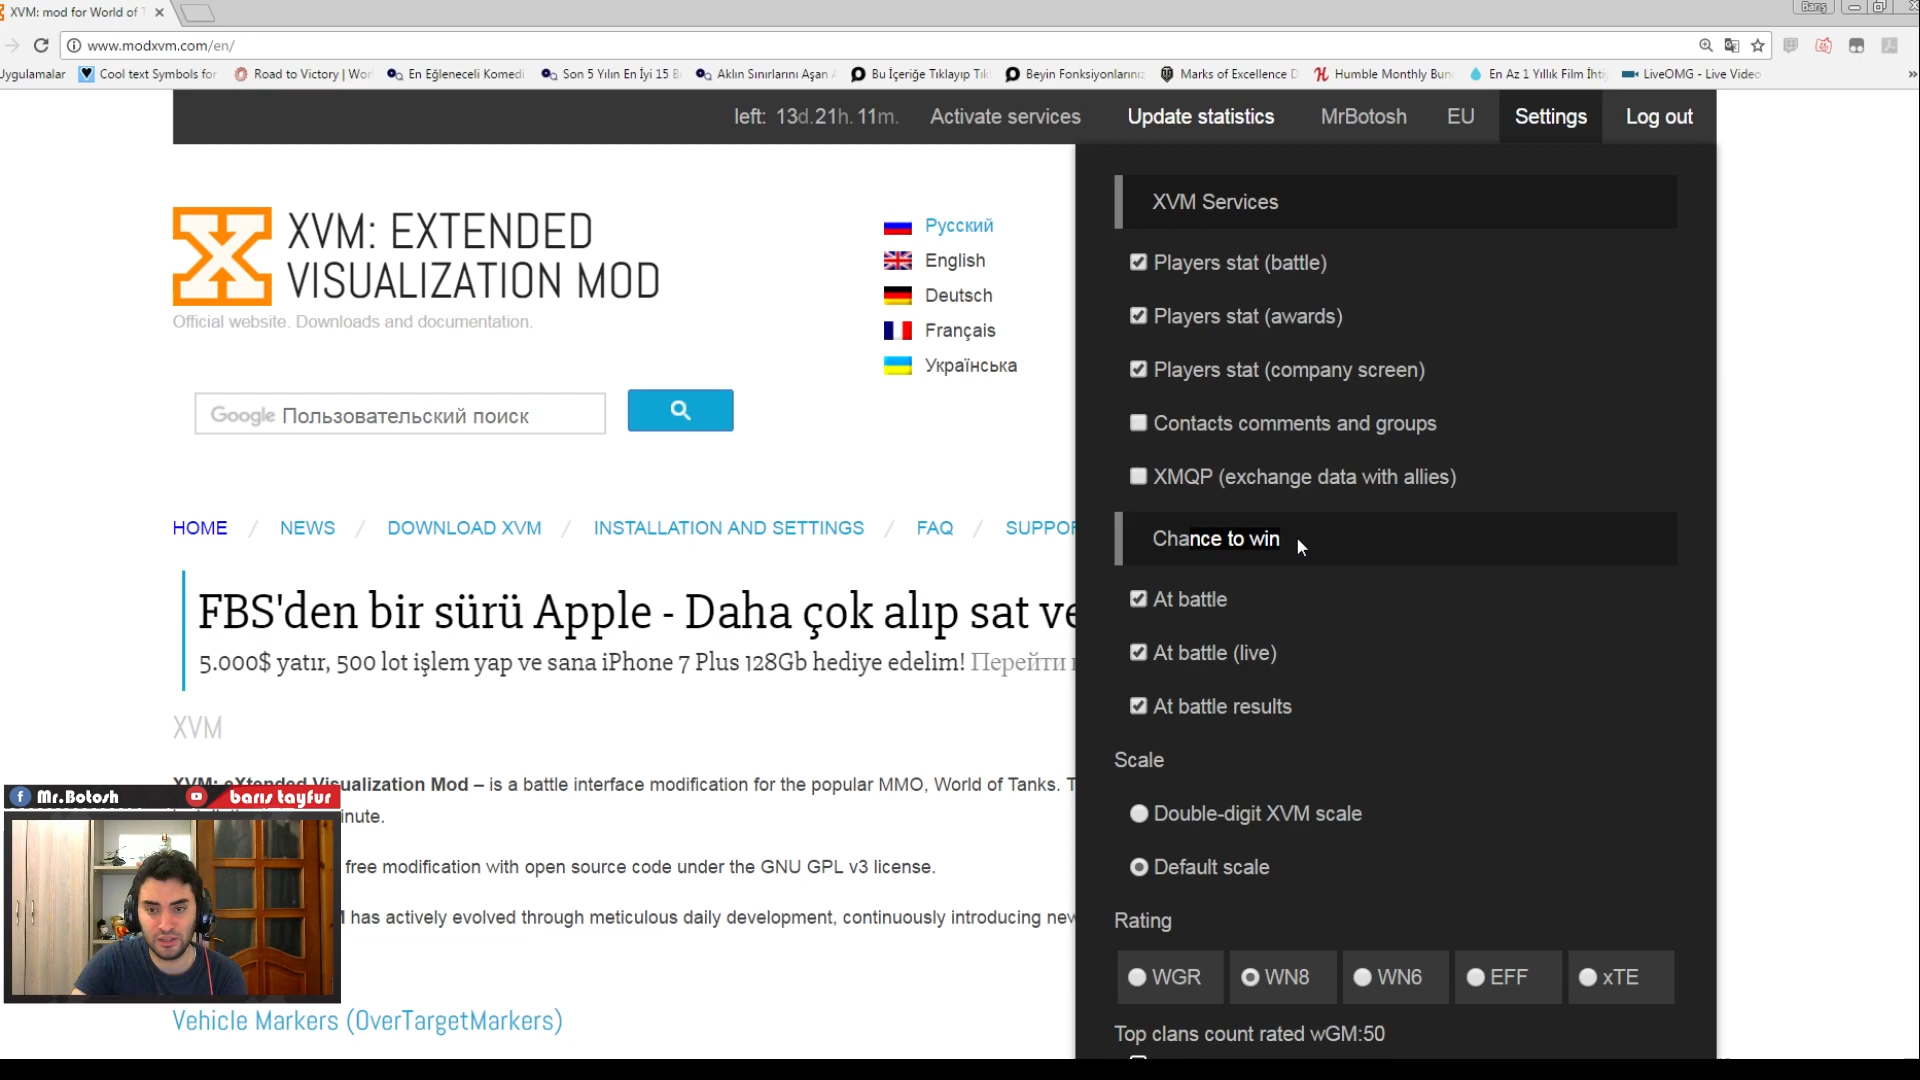 XVM: mod for World of T
Barış
www.modxvm.com/en/
Uygulamalar
Cool text Symbols for
Road to Victory | Wor
En Eğleneceli Komedi
Son 5 Yılın En İyi 15 B
Aklın Sınırlarını Aşan
Bu İçeriğe Tıklayıp Tık
Beyin Fonksiyonlarını
Marks of Excellence
Humble Monthly Bun
En Az 1 Yıllık Film İhti
LiveOMG - Live Video
»
left: 13d.21h.11m.
Activate services
Update statistics
MrBotosh
EU
Settings
Log out
XVM: EXTENDED
VISUALIZATION MOD
Official website. Downloads and documentation.
Русский
English
Deutsch
Français
Українська
Google Пользовательский поиск
HOME / NEWS / DOWNLOAD XVM / INSTALLATION AND SETTINGS / FAQ / SUPPOR
FBS'den bir sürü Apple - Daha çok alıp sat ve
5.000$ yatır, 500 lot işlem yap ve sana iPhone 7 Plus 128Gb hediye edelim! Перейти
XVM
XVM: eXtended Visualization Mod – is a battle interface modification for the popular MMO, World of Tanks. T
inute.
free modification with open source code under the GNU GPL v3 license.
has actively evolved through meticulous daily development, continuously introducing new
Vehicle Markers (OverTargetMarkers)
XVM Services
Players stat (battle)
Players stat (awards)
Players stat (company screen)
Contacts comments and groups
XMQP (exchange data with allies)
Chance to win
At battle
At battle (live)
At battle results
Scale
Double-digit XVM scale
Default scale
Rating
WGR
WN8
WN6
EFF
xTE
Top clans count rated wGM:50
f Mr.Botosh
barıs tayfur